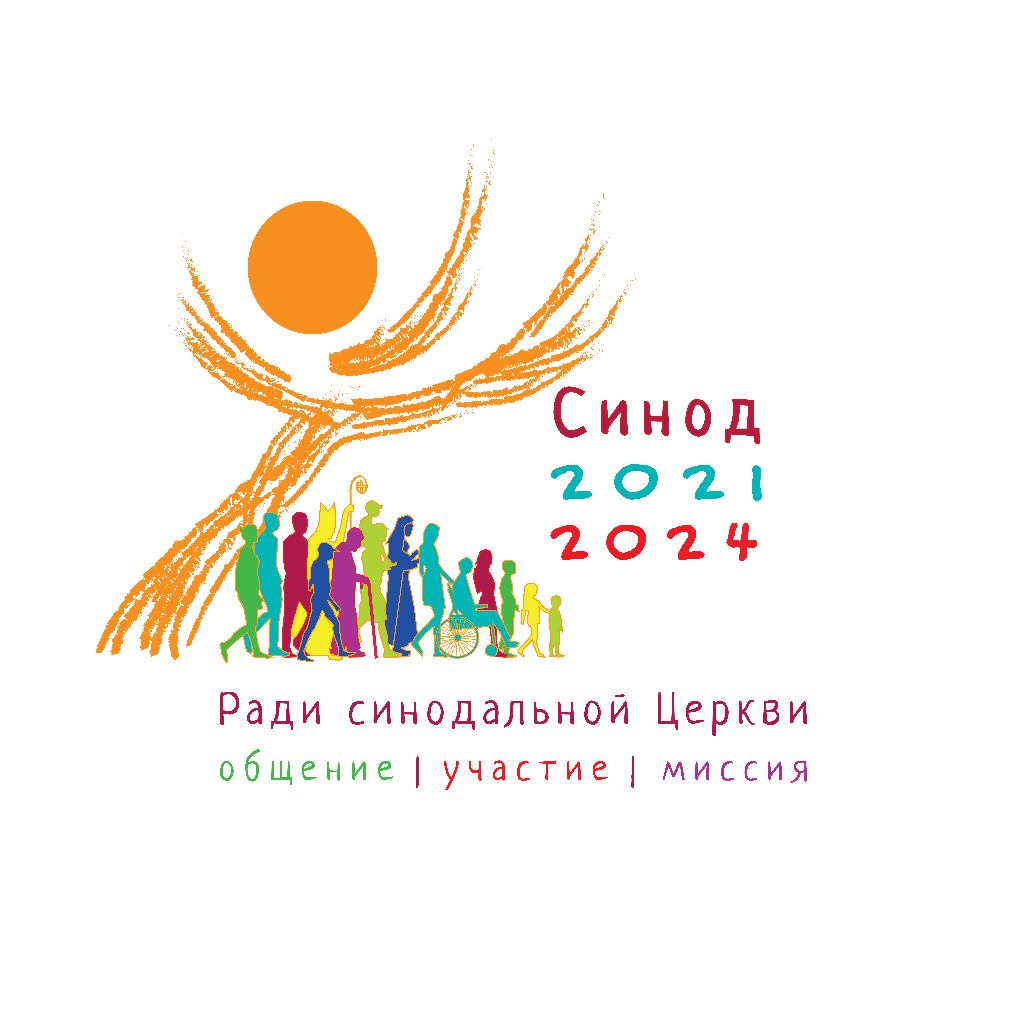 Синод
2021
2024
Ради синодальной Церкви
общение | участие | миссия